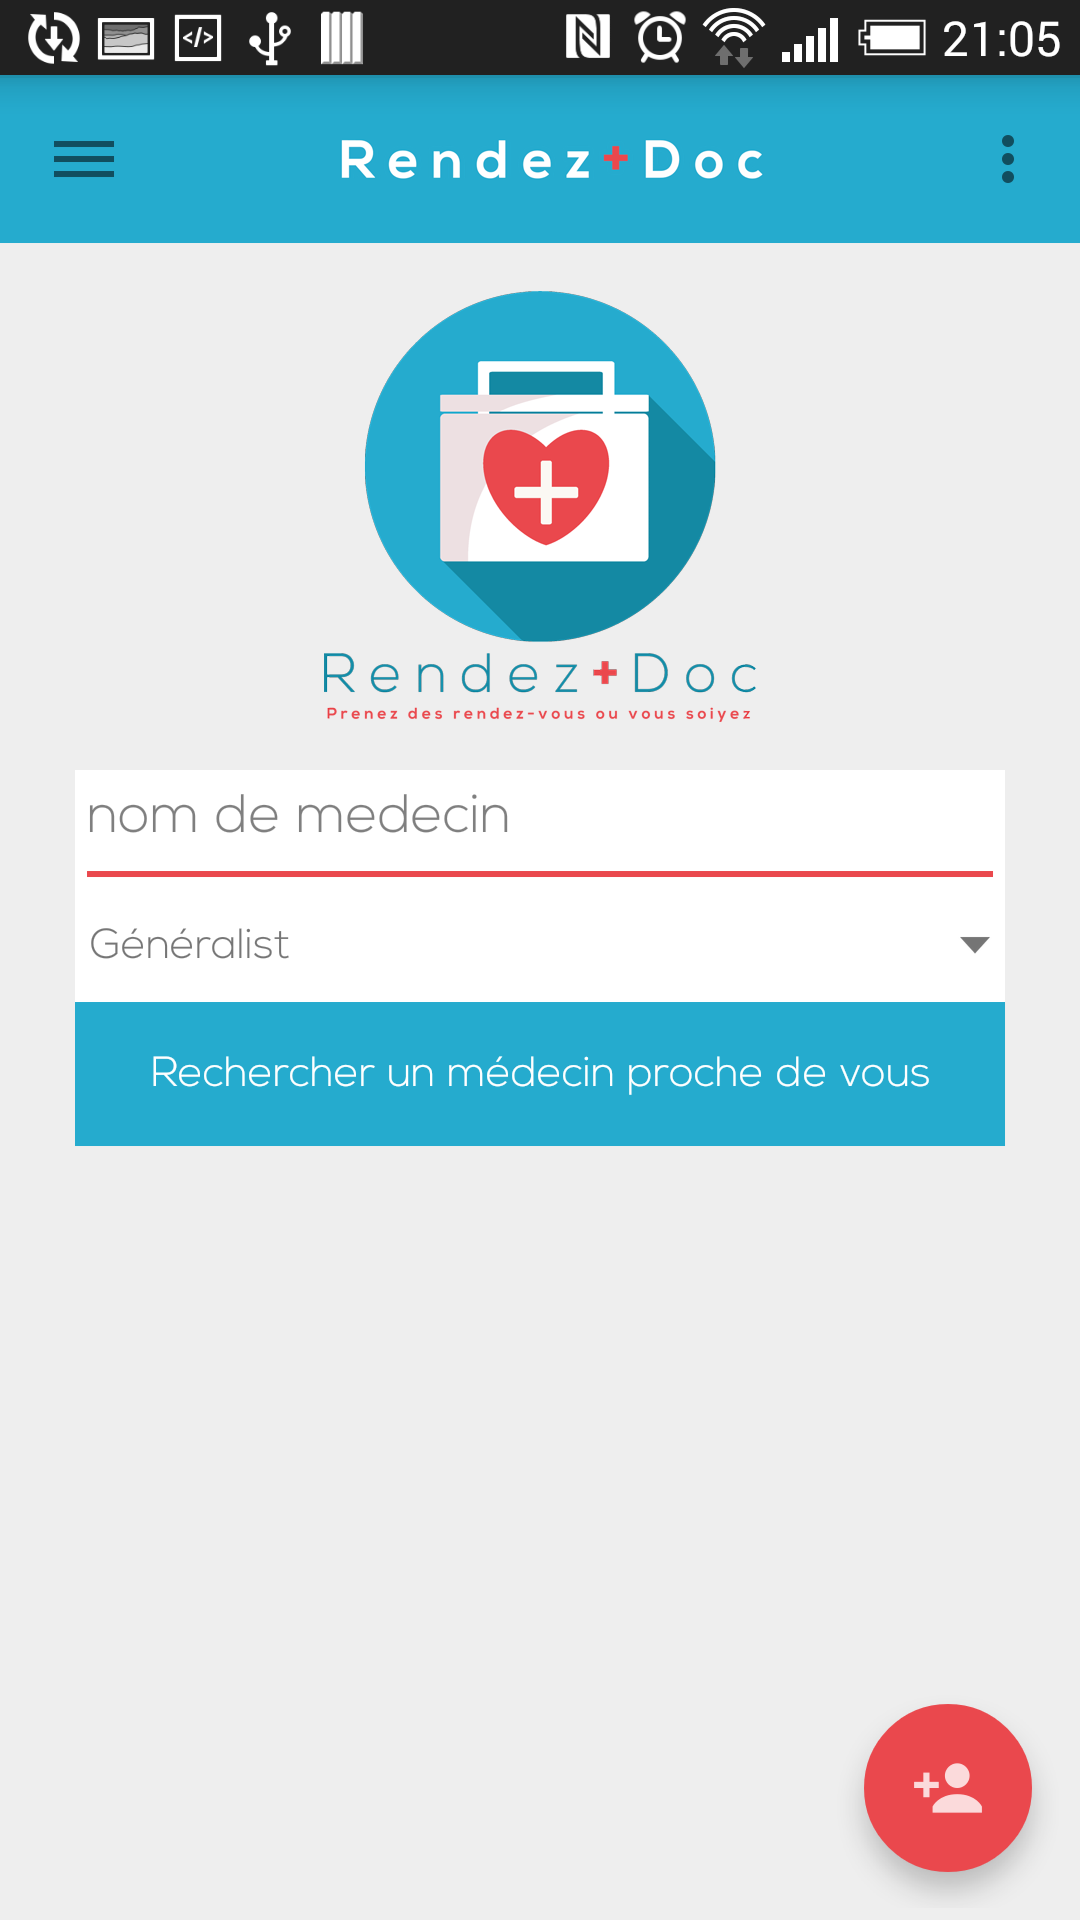 21:05
Rendez+Doc
Rendez+Doc
Prenez des rendez-vous ou vous soiyez
nom de medecin
Généralist
Rechercher un médecin proche de vous